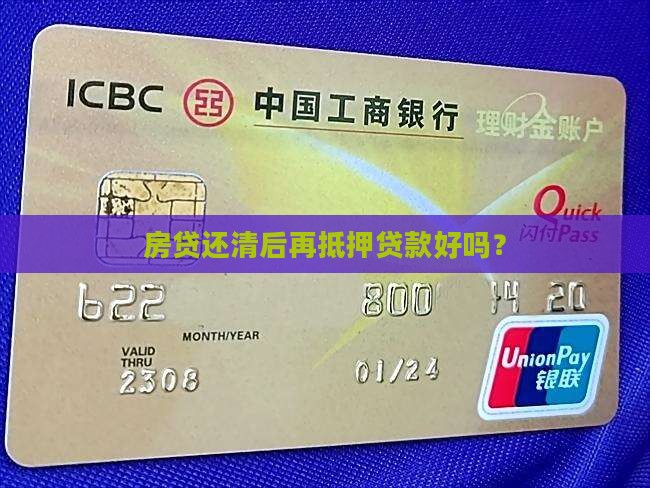 ICBC 中国工商银行 理财金账户
Quick
闪付Pass
房贷还清后再抵押贷款好吗？
622 800 14 20
MONTH/YEAR
VALID
THRU
2308 01/24
UnionPay
银联